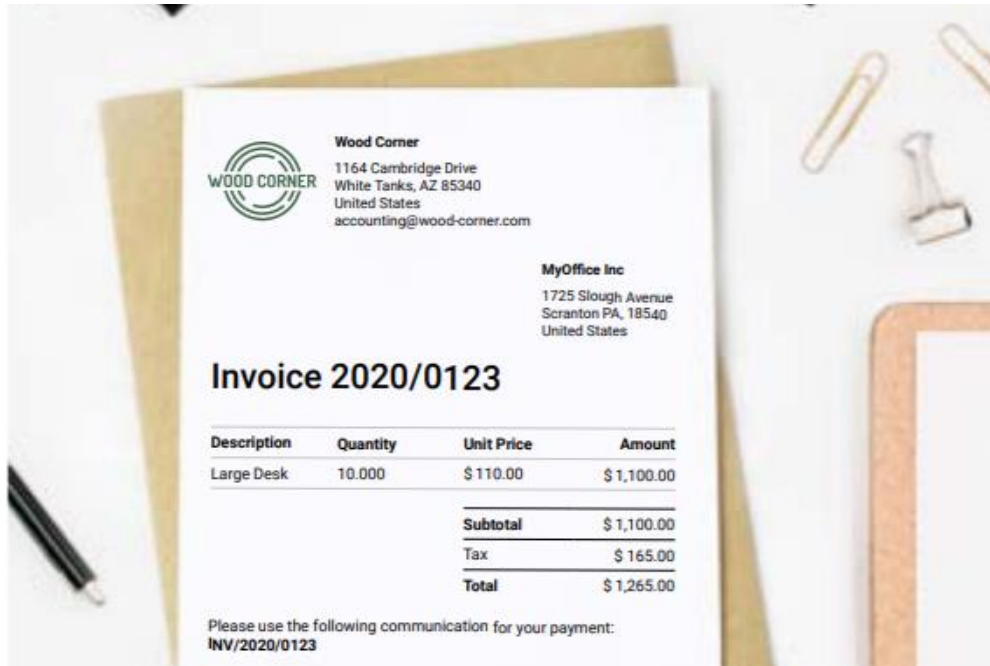 WOOD CORNER
Wood Corner
1164 Cambridge Drive
White Tanks, AZ 85340
United States
accounting@wood-corner.com
MyOffice Inc
1725 Slough Avenue
Scranton PA, 18540
United States
Invoice 2020/0123
Description Quantity Unit Price Amount
Large Desk 10.000 $ 110.00 $ 1,100.00
Subtotal $ 1,100.00
Tax $ 165.00
Total $ 1,265.00
Please use the following communication for your payment:
INV/2020/0123